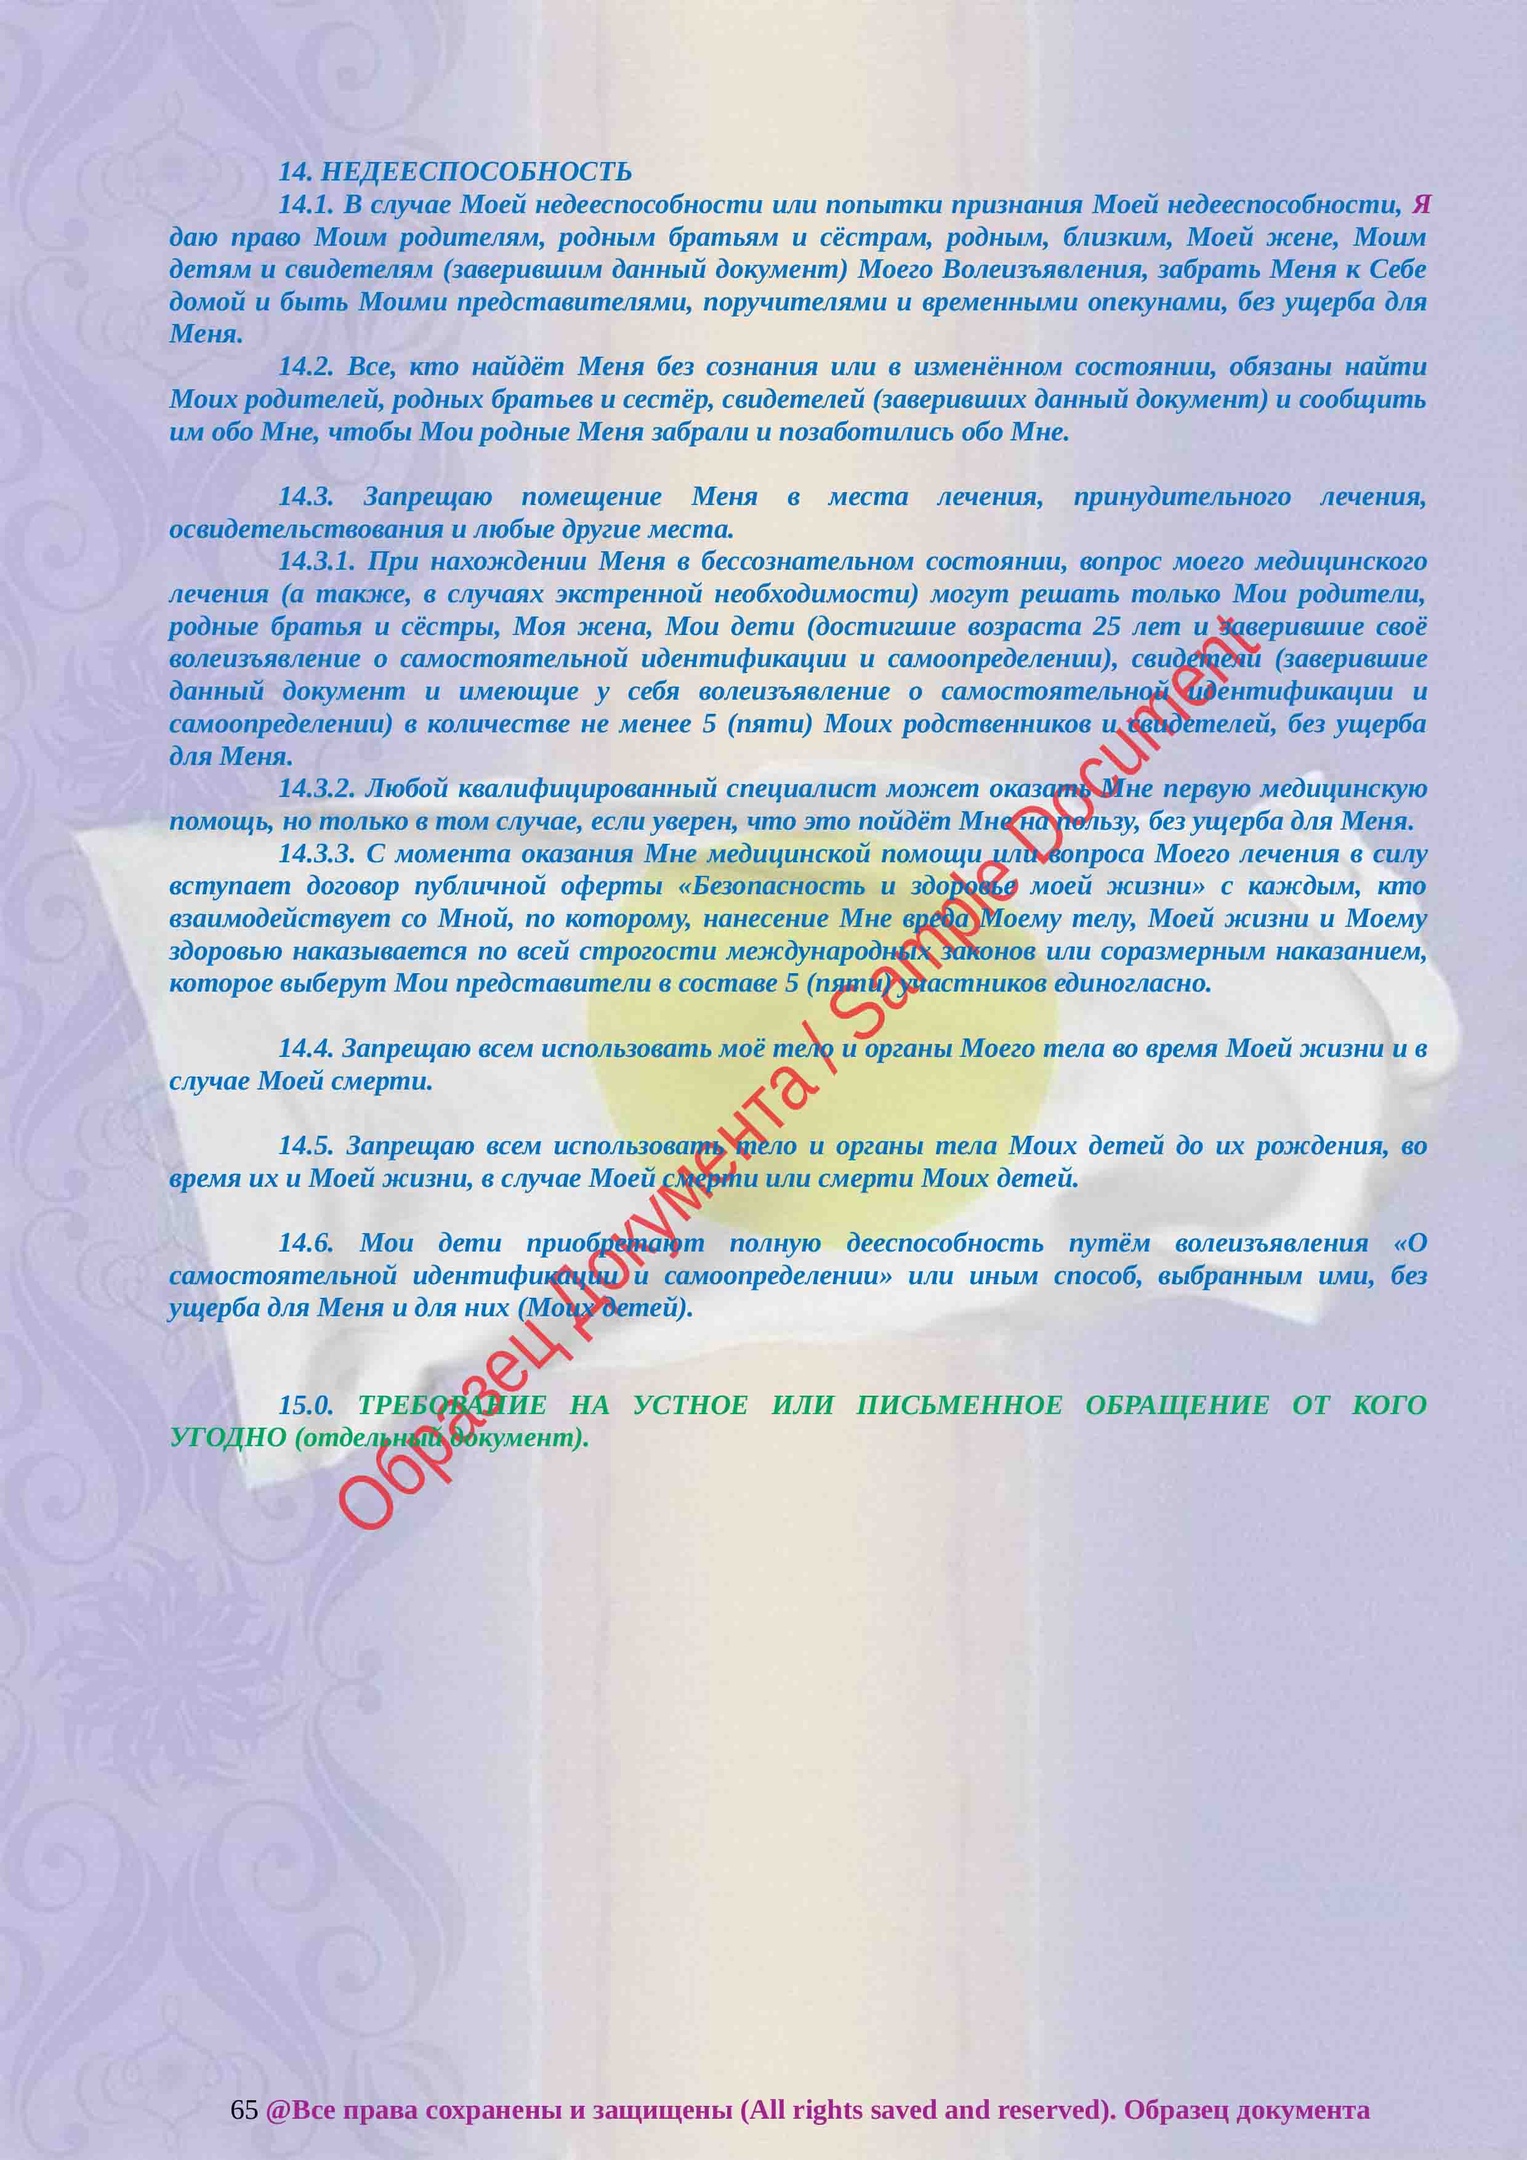 14. НЕДЕЕСПОСОБНОСТЬ
14.1. В случае Моей недееспособности или попытки признания Моей недееспособности, Я
даю право Моим родителям, родным братьям и сёстрам, родным, близким, Моей жене, Моим
детям и свидетелям (заверившим данный документ) Моего Волеизъявления, забрать Меня к Себе
домой и быть Моими представителями, поручителями и временными опекунами, без ущерба для
Меня.
14.2. Все, кто найдёт Меня без сознания или в изменённом состоянии, обязаны найти
Моих родителей, родных братьев и сестёр, свидетелей (заверивших данный документ) и сообщить
им обо Мне, чтобы Мои родные Меня забрали и позаботились обо Мне.
14.3. Запрещаю помещение Меня в места лечения, принудительного лечения,
освидетельствования и любые другие места.
14.3.1. При нахождении Меня в бессознательном состоянии, вопрос моего медицинского
лечения (а также, в случаях экстренной необходимости) могут решать только Мои родители,
родные братья и сёстры, Моя жена, Мои дети (достигшие возраста 25 лет и заверившие своё
волеизъявление о самостоятельной идентификации и самоопределении), свидетели (заверившие
данный документ и имеющие у себя волеизъявление о самостоятельной идентификации и
самоопределении) в количестве не менее 5 (пяти) Моих родственников и свидетелей, без ущерба
для Меня.
14.3.2. Любой квалифицированный специалист может оказать Мне первую медицинскую
помощь, но только в том случае, если уверен, что это пойдёт Мне на пользу, без ущерба для Меня.
14.3.3. С момента оказания Мне медицинской помощи или вопроса Моего лечения в силу
вступает договор публичной оферты «Безопасность и здоровье моей жизни» с каждым, кто
взаимодействует со Мной, по которому, нанесение Мне вреда Моему телу, Моей жизни и Моему
здоровью наказывается по всей строгости международных законов или соразмерным наказанием,
которое выберут Мои представители в составе 5 (пяти) участников единогласно.
14.4. Запрещаю всем использовать моё тело и органы Моего тела во время Моей жизни и в
случае Моей смерти.
14.5. Запрещаю всем использовать тело и органы тела Моих детей до их рождения, во
время их и Моей жизни, в случае Моей смерти или смерти Моих детей.
14.6. Мои дети приобретают полную дееспособность путём волеизъявления «О
самостоятельной идентификации и самоопределении» или иным способ, выбранным ими, без
ущерба для Меня и для них (Моих детей).
15.0. ТРЕБОВАНИЕ НА УСТНОЕ ИЛИ ПИСЬМЕННОЕ ОБРАЩЕНИЕ ОТ КОГО
УГОДНО (отдельный документ).
Образец Документа / Sample Document
65 @Все права сохранены и защищены (All rights saved and reserved). Образец документа